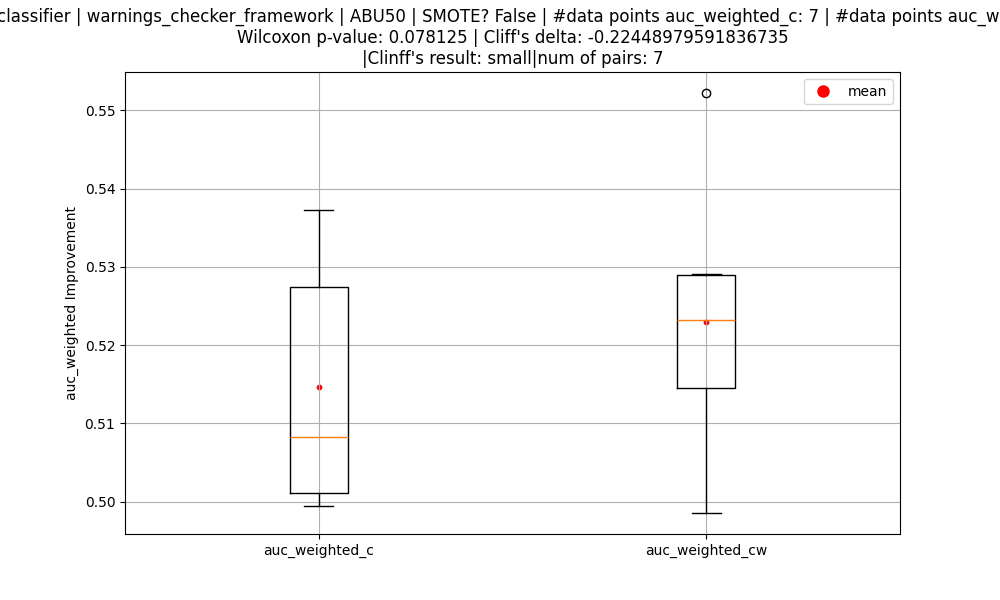 classifier | warnings_checker_framework | ABU50 | SMOTE? False | #data points auc_weighted_c: 7 | #data points
Wilcoxon p-value: 0.078125 | Cliff's delta: -0.22448979591836735
|Clinff's result: small|num of pairs: 7
mean
0.55
0.54
0.53
0.52
0.51
0.50
auc_weighted Improvement
auc_weighted_c
auc_weighted_cw